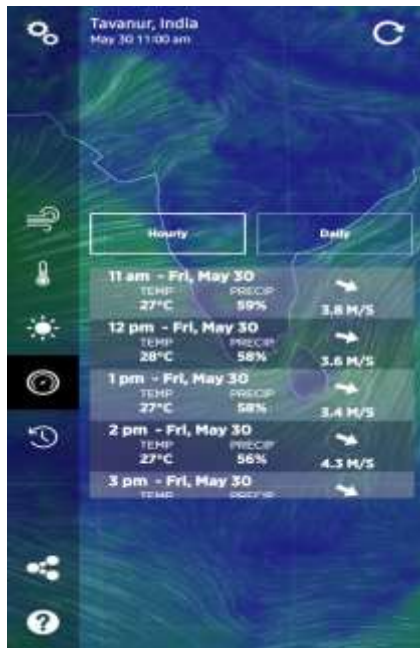 Tavanur, India
May 30 11:00 am
Hourly Daily
11 am - Fri, May 30
TEMP PRECIP
27°C 59% 3.8 M/S
12 pm - Fri, May 30
TEMP PRECIP
28°C 58% 3.6 M/S
1 pm - Fri, May 30
TEMP PRECIP
27°C 58% 3.4 M/S
2 pm - Fri, May 30
TEMP PRECIP
27°C 56% 4.3 M/S
3 pm - Fri, May 30
TEMP PRECIP
?